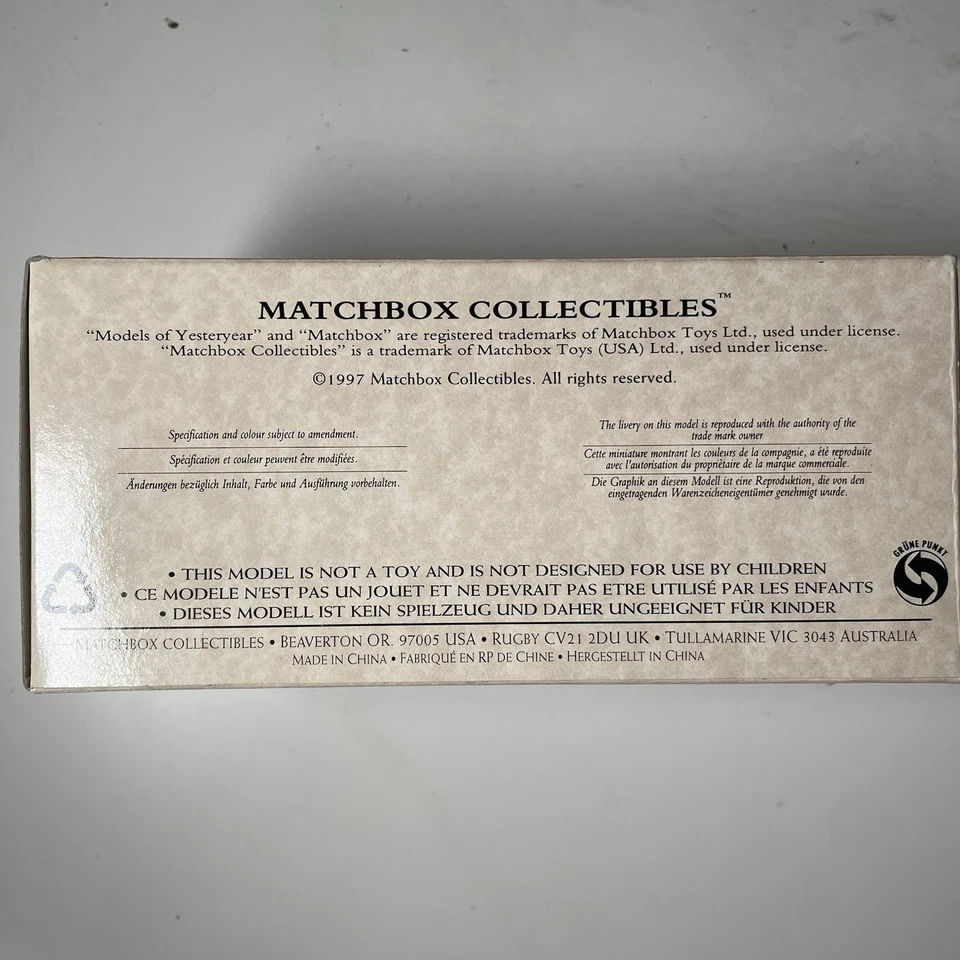 MATCHBOX COLLECTIBLES™
"Models of Yesteryear" and "Matchbox" are registered trademarks of Matchbox Toys Ltd., used under license.
"Matchbox Collectibles" is a trademark of Matchbox Toys (USA) Ltd., used under license.
©1997 Matchbox Collectibles. All rights reserved.
Specification and colour subject to amendment.
Spécification et couleur peuvent être modifiées.
Änderungen bezüglich Inhalt, Farbe und Ausführung vorbehalten.
The livery on this model is reproduced with the authority of the
trade mark owner
Cette miniature montrant les couleurs de la compagnie, a été reproduite
avec l'autorisation du propriètaire de la marque commerciale.
Die Graphik an diesem Modell ist eine Reproduktion, die von den
eingetragenden Warenzeicheneigentümer genehmigt wurde.
GRÜNE PUNKT
• THIS MODEL IS NOT A TOY AND IS NOT DESIGNED FOR USE BY CHILDREN
• CE MODELE N'EST PAS UN JOUET ET NE DEVRAIT PAS ETRE UTILISÉ PAR LES ENFANTS
• DIESES MODELL IST KEIN SPIELZEUG UND DAHER UNGEEIGNET FÜR KINDER
MATCHBOX COLLECTIBLES • BEAVERTON OR. 97005 USA • RUGBY CV21 2DU UK • TULLAMARINE VIC 3043 AUSTRALIA
MADE IN CHINA • FABRIQUÉ EN RP DE CHINE • HERGESTELLT IN CHINA